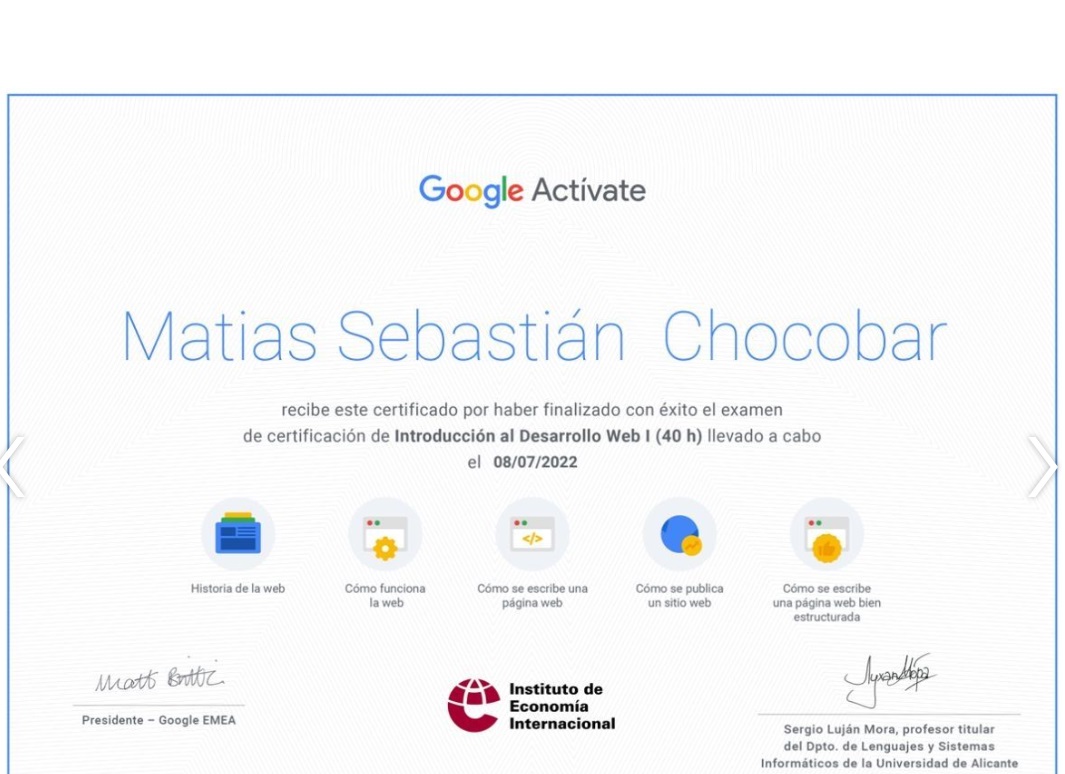 Google Actívate
Matias Sebastián Chocobar
recibe este certificado por haber finalizado con éxito el examen
de certificación de Introducción al Desarrollo Web I (40 h) llevado a cabo
el 08/07/2022
</>
Historia de la web
Cómo funciona
la web
Cómo se escribe una
página web
Cómo se publica
un sitio web
Cómo se escribe
una página web bien
estructurada
Presidente – Google EMEA
Instituto de
Economía
Internacional
Sergio Luján Mora, profesor titular
del Dpto. de Lenguajes y Sistemas
Informáticos de la Universidad de Alicante